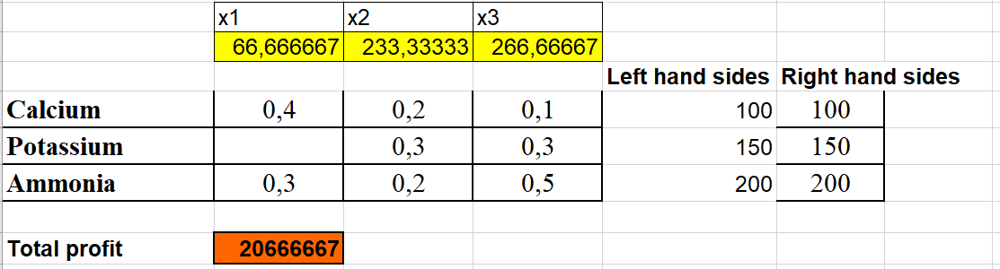 x1 x2 x3
66,666667 233,33333 266,66667
Left hand sides Right hand sides
Calcium 0,4 0,2 0,1 100 100
Potassium 0,3 0,3 150 150
Ammonia 0,3 0,2 0,5 200 200
Total profit 20666667